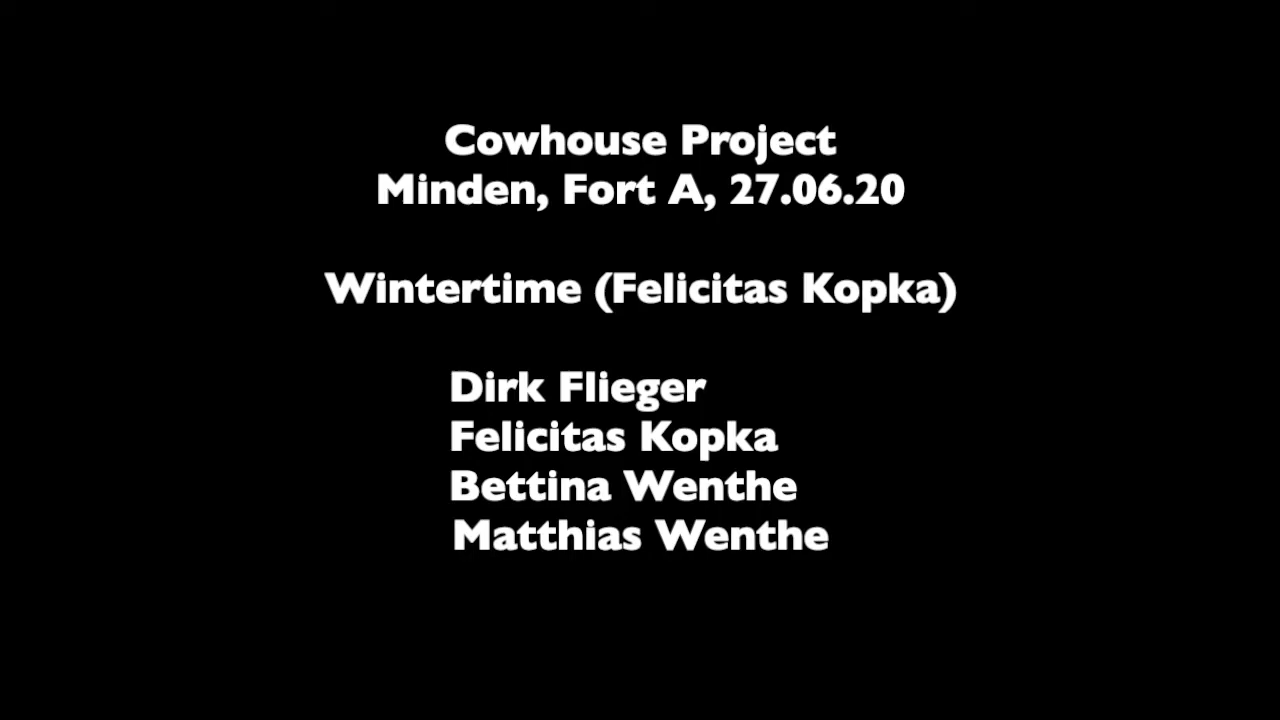 Cowhouse Project
Minden, Fort A, 27.06.20
Wintertime (Felicitas Kopka)
Dirk Flieger
Felicitas Kopka
Bettina Wenthe
Matthias Wenthe